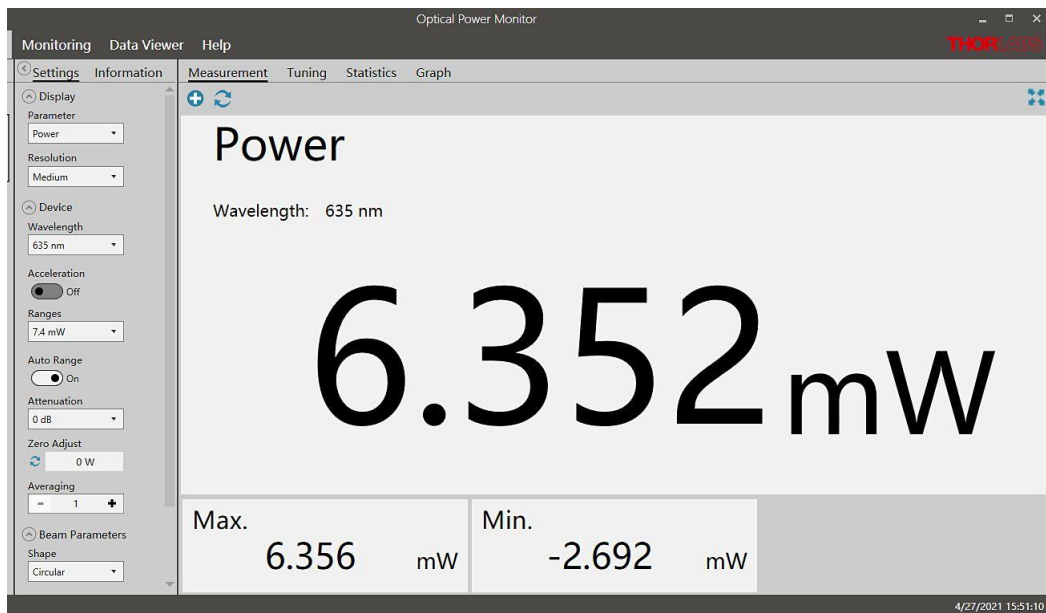 Optical Power Monitor
Monitoring Data Viewer Help
THORLABS
Settings Information
Measurement Tuning Statistics Graph
Display
Parameter
Power
Resolution
Medium
Device
Wavelength
635 nm
Acceleration
Off
Ranges
7.4 mW
Auto Range
On
Attenuation
0 dB
Zero Adjust
0 W
Averaging
- 1 +
Beam Parameters
Shape
Circular
Power
Wavelength: 635 nm
6.352 mW
Max.
6.356 mW
Min.
-2.692 mW
4/27/2021 15:51:10